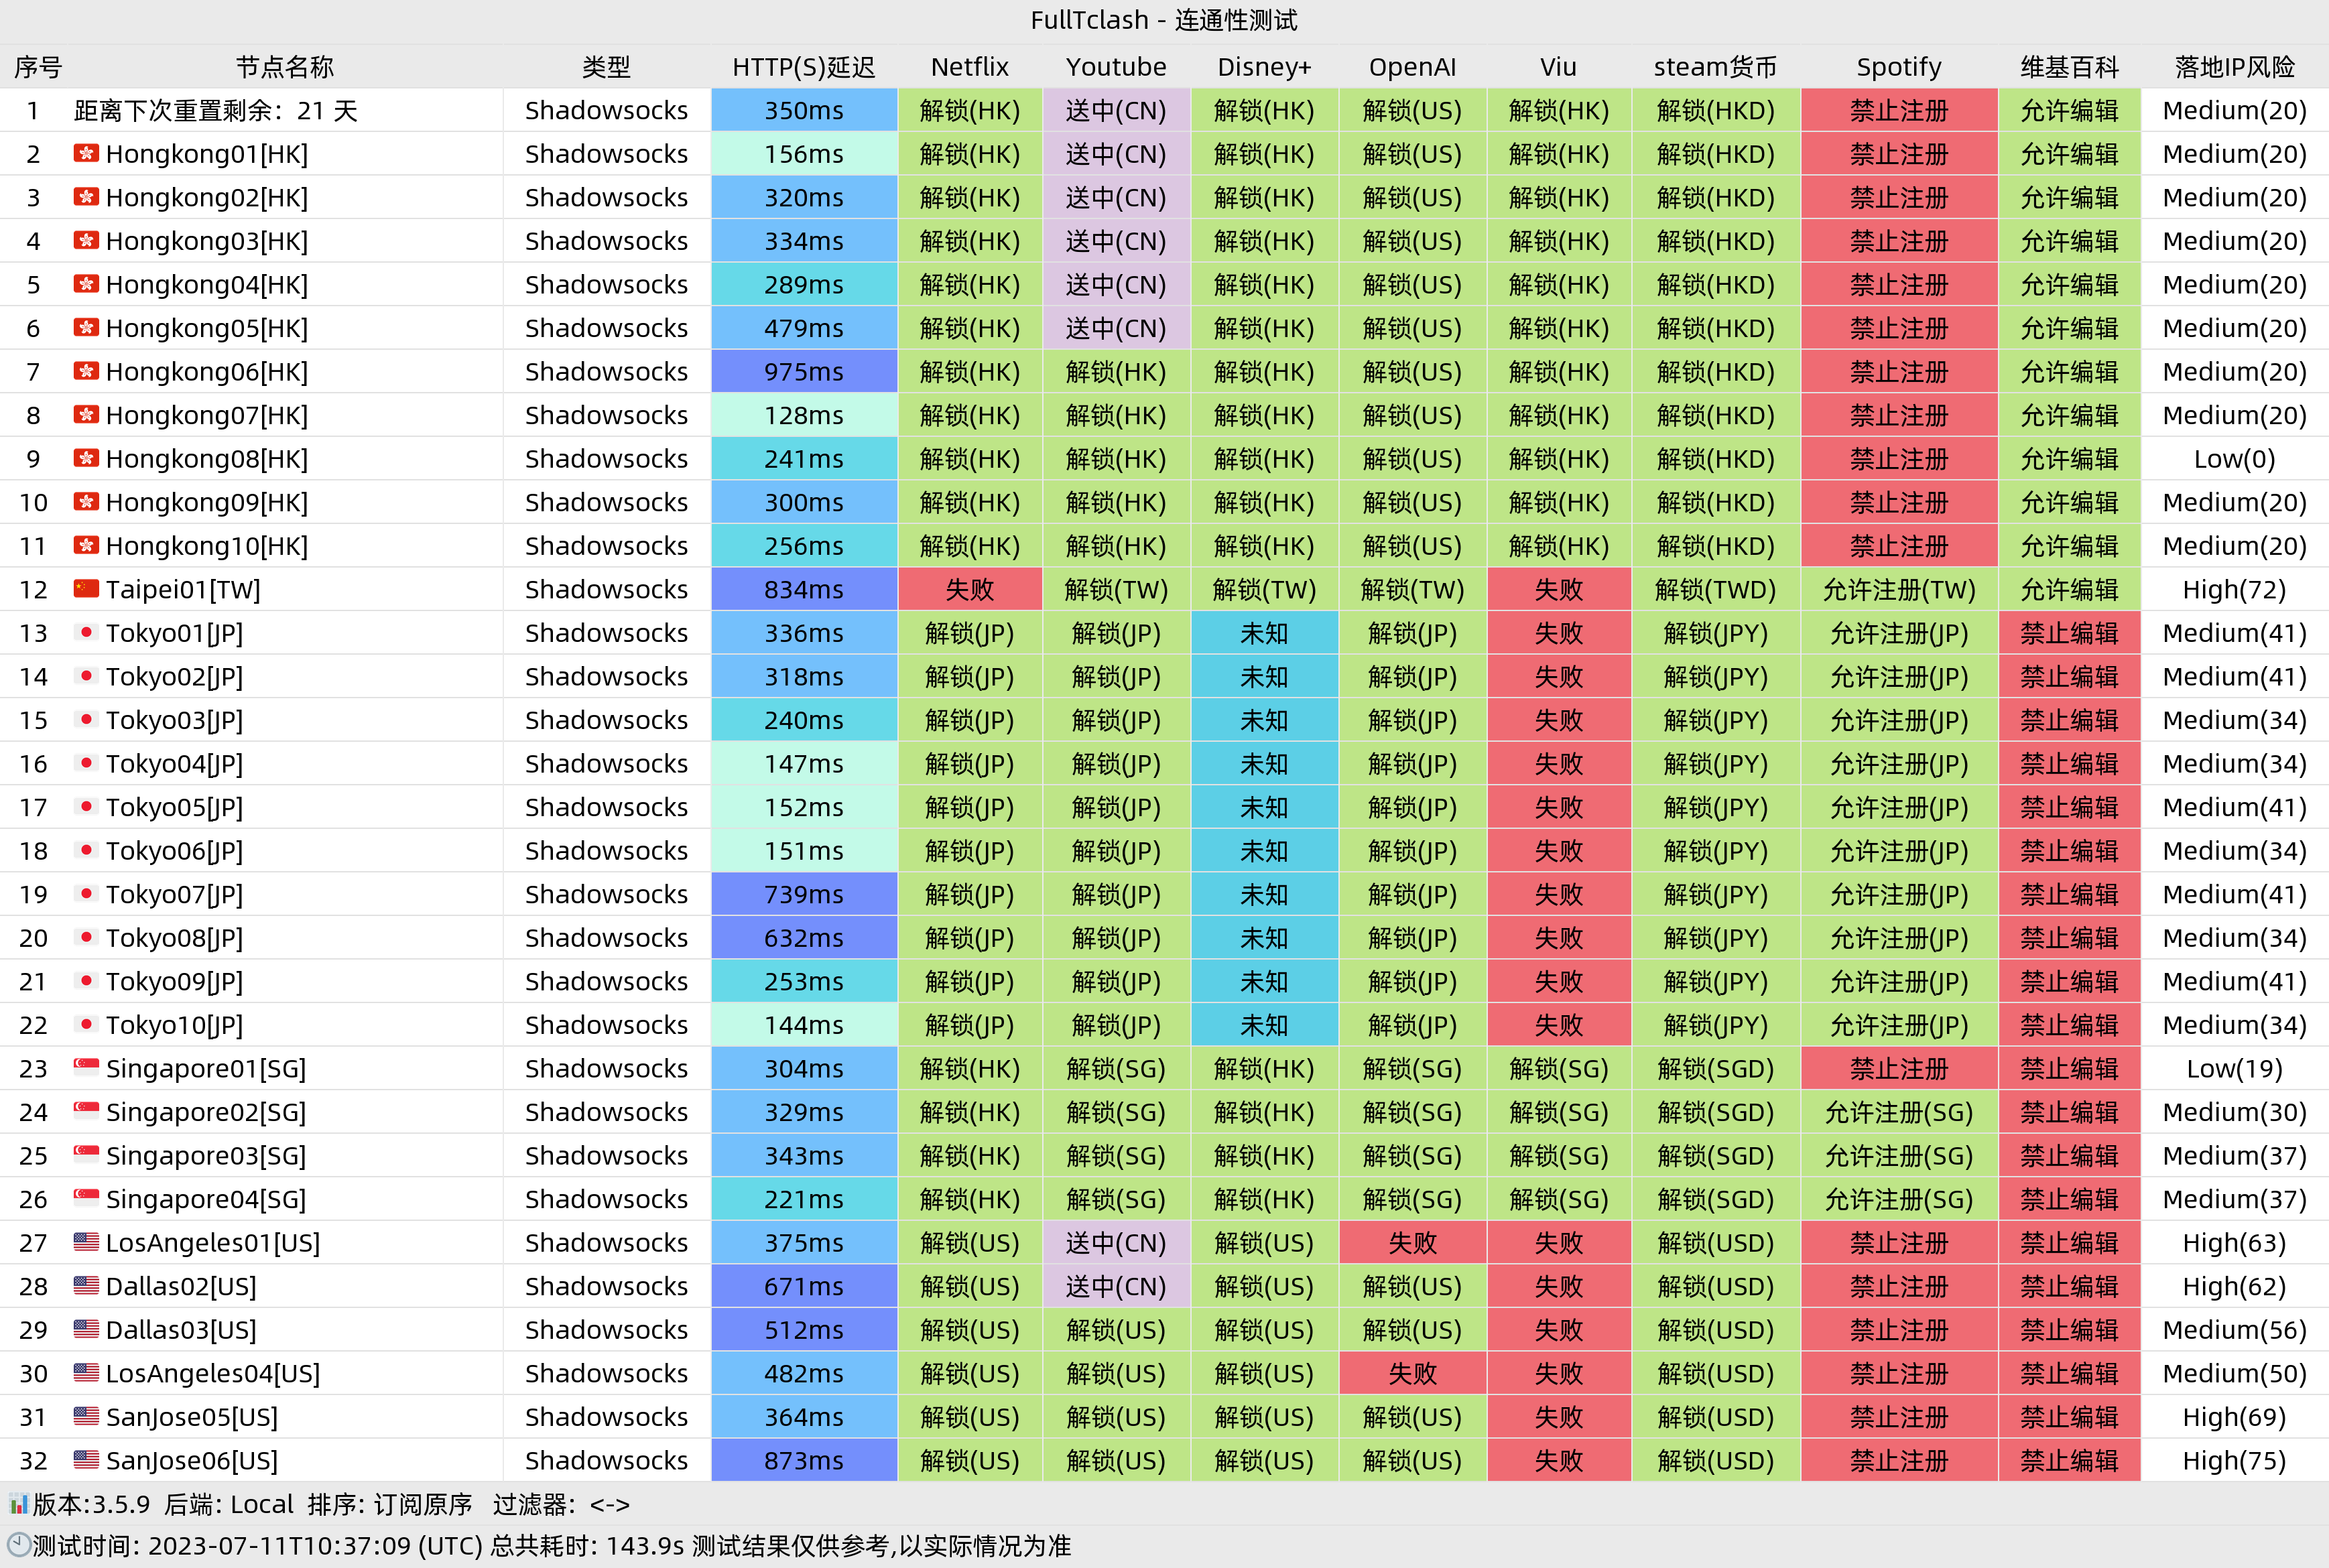 FullTclash - 连通性测试
序号 节点名称 类型 HTTP(S)延迟 Netflix Youtube Disney+ OpenAI Viu steam货币 Spotify 维基百科 落地IP风险
1 距离下次重置剩余：21 天 Shadowsocks 350ms 解锁(HK) 送中(CN) 解锁(HK) 解锁(US) 解锁(HK) 解锁(HKD) 禁止注册 允许编辑 Medium(20)
2 Hongkong01[HK] Shadowsocks 156ms 解锁(HK) 送中(CN) 解锁(HK) 解锁(US) 解锁(HK) 解锁(HKD) 禁止注册 允许编辑 Medium(20)
3 Hongkong02[HK] Shadowsocks 320ms 解锁(HK) 送中(CN) 解锁(HK) 解锁(US) 解锁(HK) 解锁(HKD) 禁止注册 允许编辑 Medium(20)
4 Hongkong03[HK] Shadowsocks 334ms 解锁(HK) 送中(CN) 解锁(HK) 解锁(US) 解锁(HK) 解锁(HKD) 禁止注册 允许编辑 Medium(20)
5 Hongkong04[HK] Shadowsocks 289ms 解锁(HK) 送中(CN) 解锁(HK) 解锁(US) 解锁(HK) 解锁(HKD) 禁止注册 允许编辑 Medium(20)
6 Hongkong05[HK] Shadowsocks 479ms 解锁(HK) 送中(CN) 解锁(HK) 解锁(US) 解锁(HK) 解锁(HKD) 禁止注册 允许编辑 Medium(20)
7 Hongkong06[HK] Shadowsocks 975ms 解锁(HK) 解锁(HK) 解锁(HK) 解锁(US) 解锁(HK) 解锁(HKD) 禁止注册 允许编辑 Medium(20)
8 Hongkong07[HK] Shadowsocks 128ms 解锁(HK) 解锁(HK) 解锁(HK) 解锁(US) 解锁(HK) 解锁(HKD) 禁止注册 允许编辑 Medium(20)
9 Hongkong08[HK] Shadowsocks 241ms 解锁(HK) 解锁(HK) 解锁(HK) 解锁(US) 解锁(HK) 解锁(HKD) 禁止注册 允许编辑 Low(0)
10 Hongkong09[HK] Shadowsocks 300ms 解锁(HK) 解锁(HK) 解锁(HK) 解锁(US) 解锁(HK) 解锁(HKD) 禁止注册 允许编辑 Medium(20)
11 Hongkong10[HK] Shadowsocks 256ms 解锁(HK) 解锁(HK) 解锁(HK) 解锁(US) 解锁(HK) 解锁(HKD) 禁止注册 允许编辑 Medium(20)
12 Taipei01[TW] Shadowsocks 834ms 失败 解锁(TW) 解锁(TW) 解锁(TW) 失败 解锁(TWD) 允许注册(TW) 允许编辑 High(72)
13 Tokyo01[JP] Shadowsocks 336ms 解锁(JP) 解锁(JP) 未知 解锁(JP) 失败 解锁(JPY) 允许注册(JP) 禁止编辑 Medium(41)
14 Tokyo02[JP] Shadowsocks 318ms 解锁(JP) 解锁(JP) 未知 解锁(JP) 失败 解锁(JPY) 允许注册(JP) 禁止编辑 Medium(41)
15 Tokyo03[JP] Shadowsocks 240ms 解锁(JP) 解锁(JP) 未知 解锁(JP) 失败 解锁(JPY) 允许注册(JP) 禁止编辑 Medium(34)
16 Tokyo04[JP] Shadowsocks 147ms 解锁(JP) 解锁(JP) 未知 解锁(JP) 失败 解锁(JPY) 允许注册(JP) 禁止编辑 Medium(34)
17 Tokyo05[JP] Shadowsocks 152ms 解锁(JP) 解锁(JP) 未知 解锁(JP) 失败 解锁(JPY) 允许注册(JP) 禁止编辑 Medium(41)
18 Tokyo06[JP] Shadowsocks 151ms 解锁(JP) 解锁(JP) 未知 解锁(JP) 失败 解锁(JPY) 允许注册(JP) 禁止编辑 Medium(34)
19 Tokyo07[JP] Shadowsocks 739ms 解锁(JP) 解锁(JP) 未知 解锁(JP) 失败 解锁(JPY) 允许注册(JP) 禁止编辑 Medium(41)
20 Tokyo08[JP] Shadowsocks 632ms 解锁(JP) 解锁(JP) 未知 解锁(JP) 失败 解锁(JPY) 允许注册(JP) 禁止编辑 Medium(34)
21 Tokyo09[JP] Shadowsocks 253ms 解锁(JP) 解锁(JP) 未知 解锁(JP) 失败 解锁(JPY) 允许注册(JP) 禁止编辑 Medium(41)
22 Tokyo10[JP] Shadowsocks 144ms 解锁(JP) 解锁(JP) 未知 解锁(JP) 失败 解锁(JPY) 允许注册(JP) 禁止编辑 Medium(34)
23 Singapore01[SG] Shadowsocks 304ms 解锁(HK) 解锁(SG) 解锁(HK) 解锁(SG) 解锁(SG) 解锁(SGD) 禁止注册 禁止编辑 Low(19)
24 Singapore02[SG] Shadowsocks 329ms 解锁(HK) 解锁(SG) 解锁(HK) 解锁(SG) 解锁(SG) 解锁(SGD) 允许注册(SG) 禁止编辑 Medium(30)
25 Singapore03[SG] Shadowsocks 343ms 解锁(HK) 解锁(SG) 解锁(HK) 解锁(SG) 解锁(SG) 解锁(SGD) 允许注册(SG) 禁止编辑 Medium(37)
26 Singapore04[SG] Shadowsocks 221ms 解锁(HK) 解锁(SG) 解锁(HK) 解锁(SG) 解锁(SG) 解锁(SGD) 允许注册(SG) 禁止编辑 Medium(37)
27 LosAngeles01[US] Shadowsocks 375ms 解锁(US) 送中(CN) 解锁(US) 失败 失败 解锁(USD) 禁止注册 禁止编辑 High(63)
28 Dallas02[US] Shadowsocks 671ms 解锁(US) 送中(CN) 解锁(US) 解锁(US) 失败 解锁(USD) 禁止注册 禁止编辑 High(62)
29 Dallas03[US] Shadowsocks 512ms 解锁(US) 解锁(US) 解锁(US) 解锁(US) 失败 解锁(USD) 禁止注册 禁止编辑 Medium(56)
30 LosAngeles04[US] Shadowsocks 482ms 解锁(US) 解锁(US) 解锁(US) 失败 失败 解锁(USD) 禁止注册 禁止编辑 Medium(50)
31 SanJose05[US] Shadowsocks 364ms 解锁(US) 解锁(US) 解锁(US) 解锁(US) 失败 解锁(USD) 禁止注册 禁止编辑 High(69)
32 SanJose06[US] Shadowsocks 873ms 解锁(US) 解锁(US) 解锁(US) 解锁(US) 失败 解锁(USD) 禁止注册 禁止编辑 High(75)
版本:3.5.9 后端: Local 排序: 订阅原序 过滤器: <->
测试时间: 2023-07-11T10:37:09 (UTC) 总共耗时: 143.9s 测试结果仅供参考,以实际情况为准